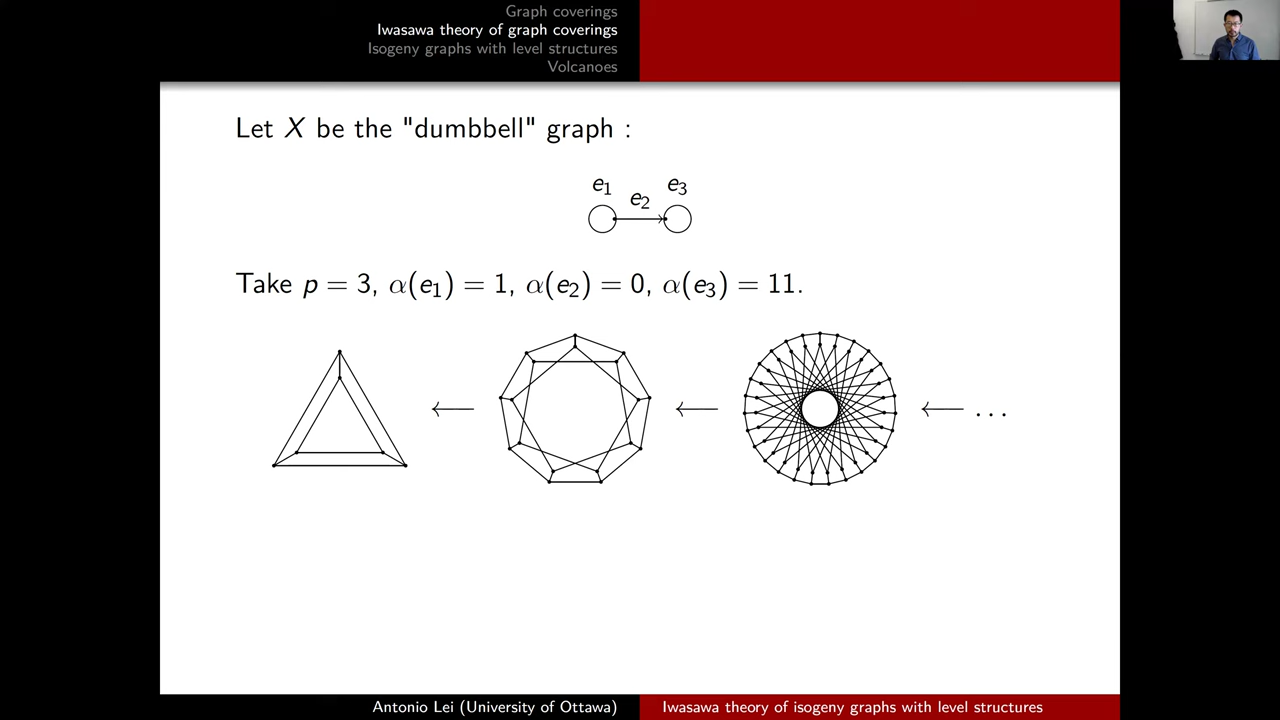 Graph coverings
Iwasawa theory of graph coverings
Isogeny graphs with level structures
Volcanoes
Let X be the "dumbbell" graph :
e₁ e₂ e₃
Take p = 3, α(e₁) = 1, α(e₂) = 0, α(e₃) = 11.
⟵ ⟵ ⟵ . . .
Antonio Lei (University of Ottawa) Iwasawa theory of isogeny graphs with level structures